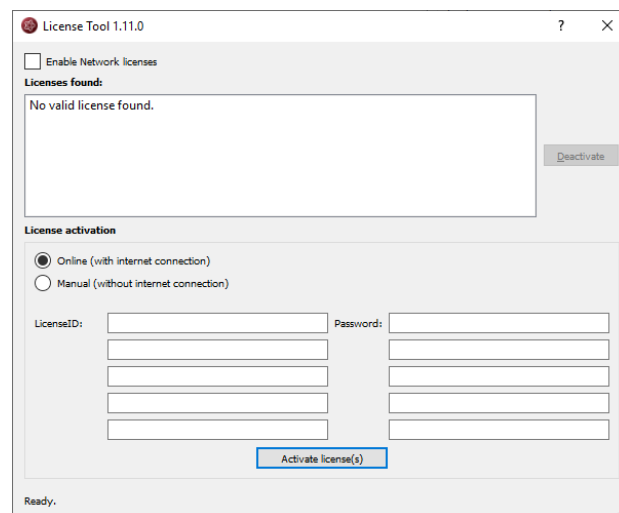 License Tool 1.11.0
Enable Network licenses
Licenses found:
No valid license found.
Deactivate
License activation
Online (with internet connection)
Manual (without internet connection)
LicenseID:
Password:
Activate license(s)
Ready.